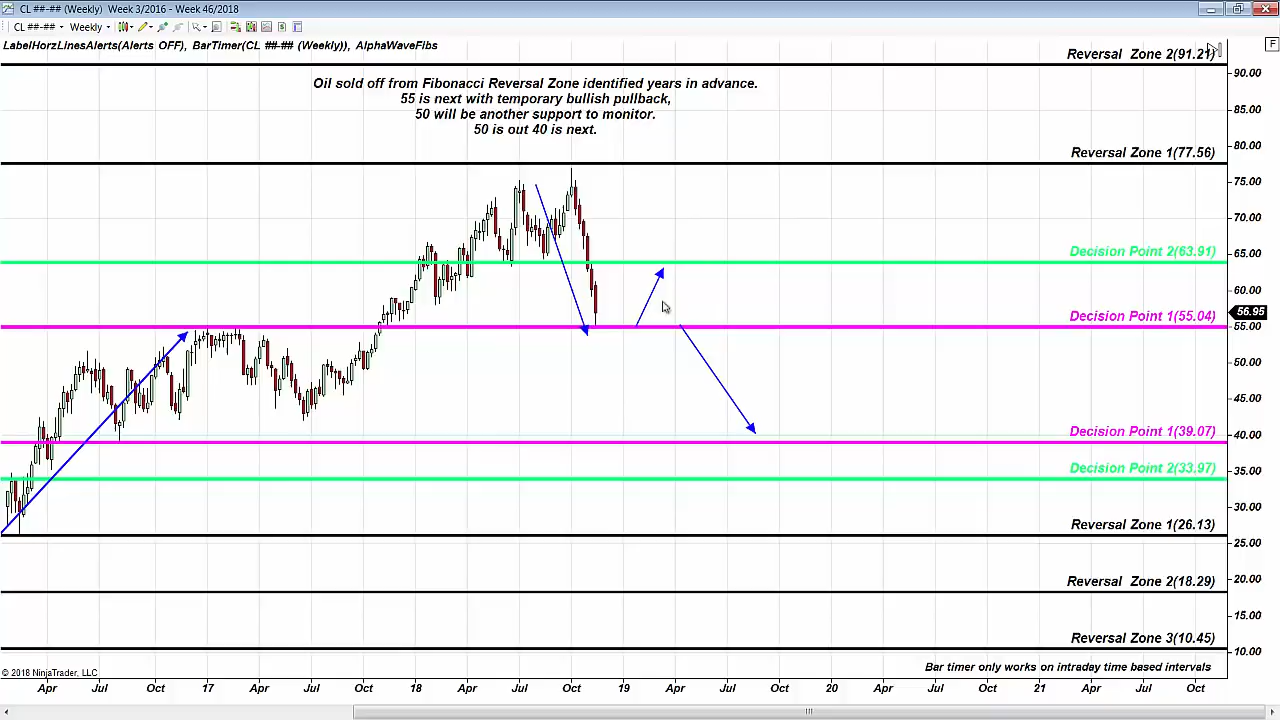 CL ##-## (Weekly)  Week 3/2016 - Week 46/2018
CL ##-##  Weekly
LabelHorzLinesAlerts(Alerts OFF), BarTimer(CL ##-## (Weekly)), AlphaWaveFibs
F
Reversal  Zone 2(91.21)
90.00
Oil sold off from Fibonacci Reversal Zone identified years in advance.
55 is next with temporary bullish pullback,
50 will be another support to monitor.
50 is out 40 is next.
85.00
80.00
Reversal Zone 1(77.56)
75.00
70.00
Decision Point 2(63.91)
65.00
60.00
56.95
Decision Point 1(55.04)
55.00
50.00
45.00
Decision Point 1(39.07)
40.00
35.00
Decision Point 2(33.97)
30.00
Reversal Zone 1(26.13)
25.00
Reversal  Zone 2(18.29)
20.00
15.00
Reversal Zone 3(10.45)
10.00
© 2018 NinjaTrader, LLC
Bar timer only works on intraday time based intervals
Apr Jul Oct 17 Apr Jul Oct 18 Apr Jul Oct 19 Apr Jul Oct 20 Apr Jul Oct 21 Apr Jul Oct